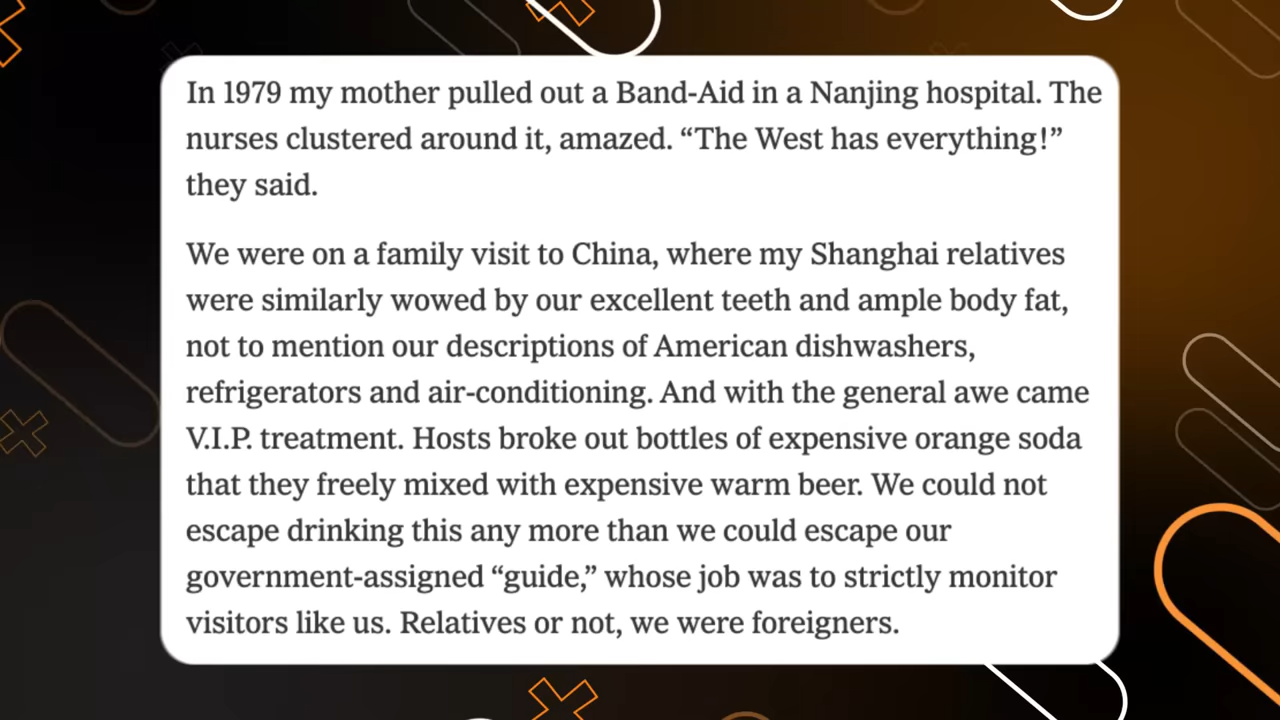 In 1979 my mother pulled out a Band-Aid in a Nanjing hospital. The
nurses clustered around it, amazed. “The West has everything!”
they said.
We were on a family visit to China, where my Shanghai relatives
were similarly wowed by our excellent teeth and ample body fat,
not to mention our descriptions of American dishwashers,
refrigerators and air-conditioning. And with the general awe came
V.I.P. treatment. Hosts broke out bottles of expensive orange soda
that they freely mixed with expensive warm beer. We could not
escape drinking this any more than we could escape our
government-assigned “guide,” whose job was to strictly monitor
visitors like us. Relatives or not, we were foreigners.